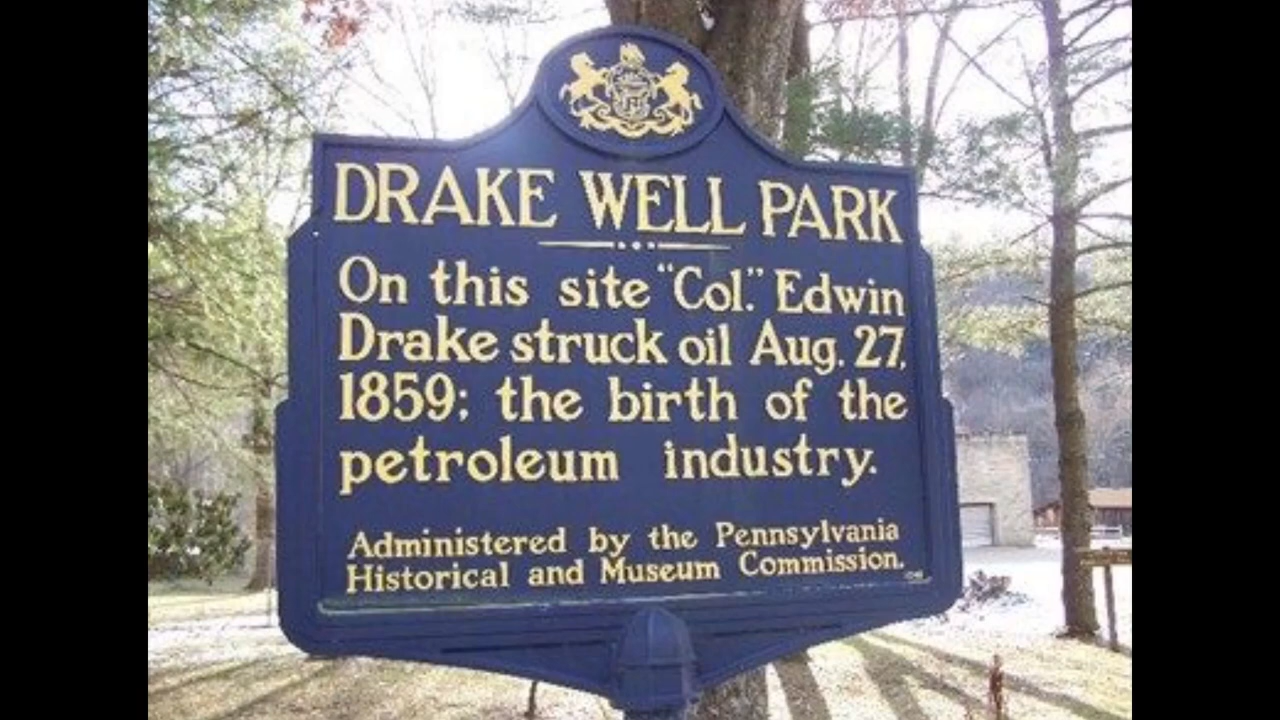 DRAKE WELL PARK
On this site "Col." Edwin
Drake struck oil Aug. 27,
1859; the birth of the
petroleum industry.
Administered by the Pennsylvania
Historical and Museum Commission.